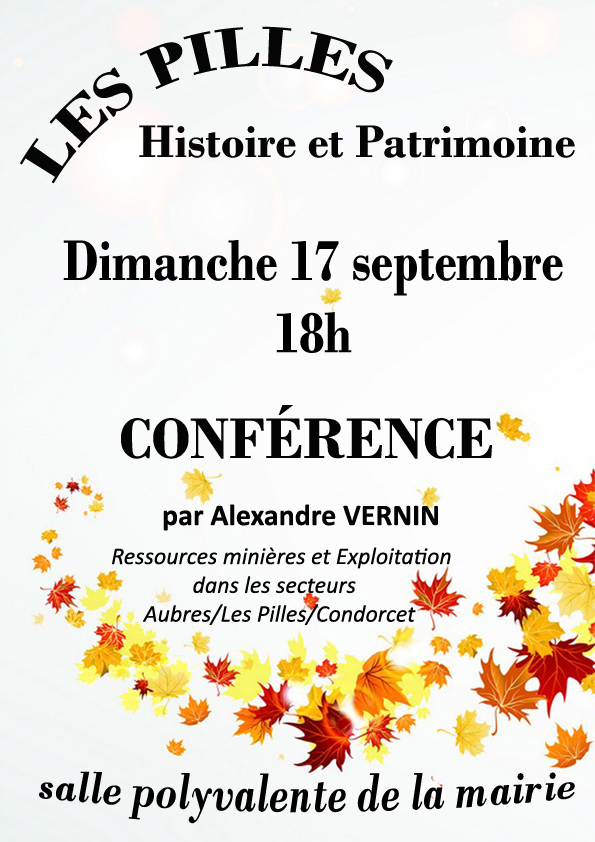 LES PILLES
Histoire et Patrimoine
Dimanche 17 septembre
18h
CONFÉRENCE
par Alexandre VERNIN
Ressources minières et Exploitation
dans les secteurs
Aubres/Les Pilles/Condorcet
salle polyvalente de la mairie